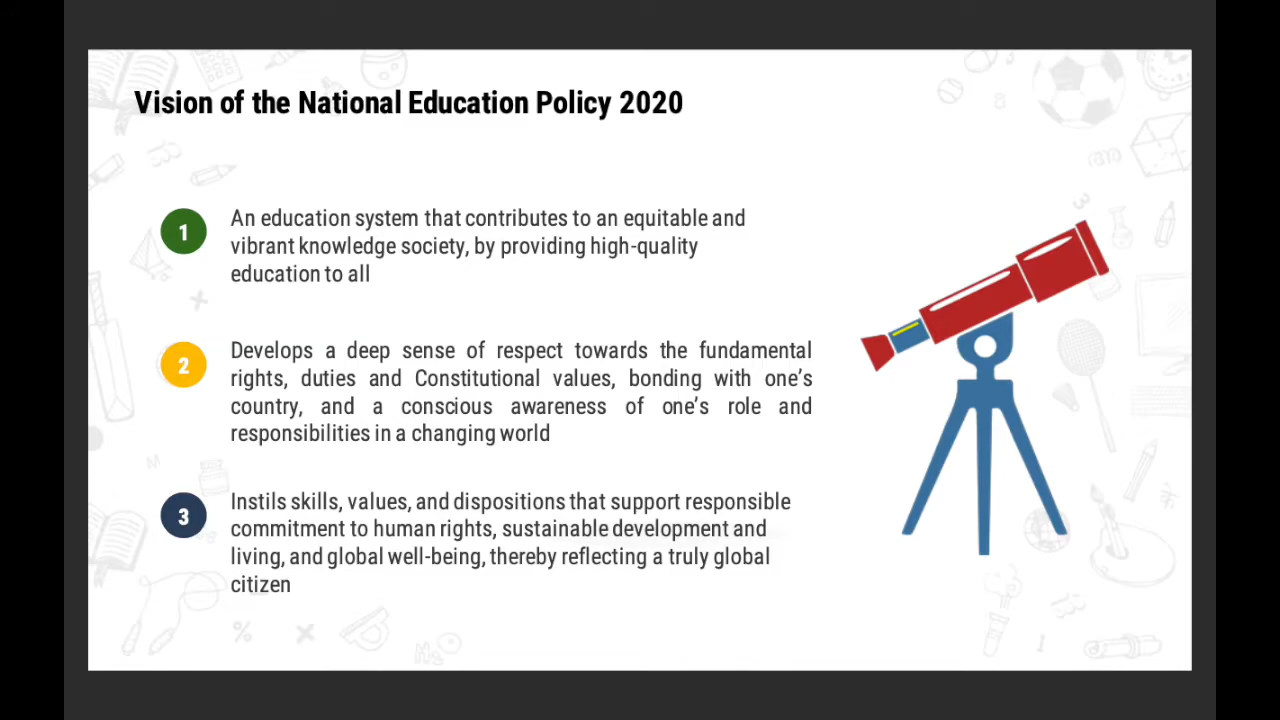 Vision of the National Education Policy 2020
1
An education system that contributes to an equitable and
vibrant knowledge society, by providing high-quality
education to all
2
Develops a deep sense of respect towards the fundamental
rights, duties and Constitutional values, bonding with one’s
country, and a conscious awareness of one’s role and
responsibilities in a changing world
3
Instils skills, values, and dispositions that support responsible
commitment to human rights, sustainable development and
living, and global well-being, thereby reflecting a truly global
citizen